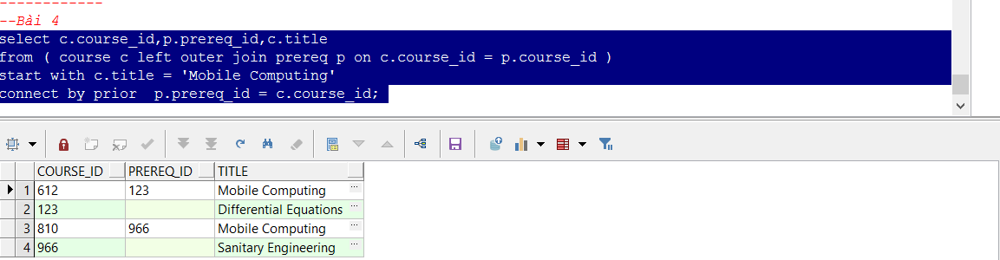 ------------
--Bài 4
select c.course_id,p.prereq_id,c.title
from ( course c left outer join prereq p on c.course_id = p.course_id )
start with c.title = 'Mobile Computing'
connect by prior  p.prereq_id = c.course_id;
COURSE_ID PREREQ_ID TITLE
1 612 123 Mobile Computing ...
2 123 Differential Equations ...
3 810 966 Mobile Computing ...
4 966 Sanitary Engineering ...